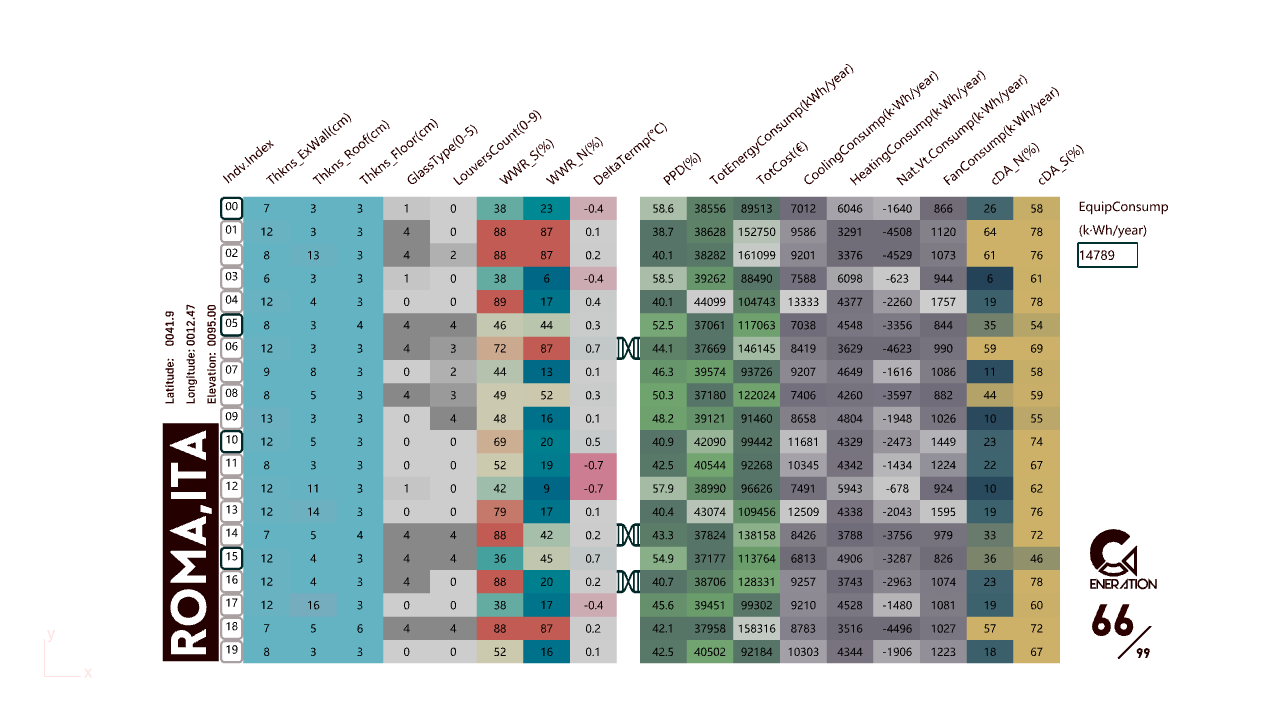 Indv.Index Thkns_ExWall(cm) Thkns_Roof(cm) Thkns_Floor(cm) GlassType(0-5) LouversCount(0-9) WWR_S(%) WWR_N(%) DeltaTermp(°C) PPD(%) TotEnergyConsump(kWh/year) TotCost(€) CoolingConsump(k·Wh/year) HeatingConsump(k·Wh/year) Nat.Vt.Consump(k·Wh/year) FanConsump(k·Wh/year) cDA_N(%) cDA_S(%)
00 7 3 3 1 0 38 23 -0.4 58.6 38556 89513 7012 6046 -1640 866 26 58
01 12 3 3 4 0 88 87 0.1 38.7 38628 152750 9586 3291 -4508 1120 64 78
02 8 13 3 4 2 88 87 0.2 40.1 38282 161099 9201 3376 -4529 1073 61 76
03 6 3 3 1 0 38 6 -0.4 58.5 39262 88490 7588 6098 -623 944 6 61
04 12 4 3 0 0 89 17 0.4 40.1 44099 104743 13333 4377 -2260 1757 19 78
05 8 3 4 4 4 46 44 0.3 52.5 37061 117063 7038 4548 -3356 844 35 54
06 12 3 3 4 3 72 87 0.7 44.1 37669 146145 8419 3629 -4623 990 59 69
07 9 8 3 0 2 44 13 0.1 46.3 39574 93726 9207 4649 -1616 1086 11 58
08 8 5 3 4 3 49 52 0.1 50.3 37180 122024 7406 4260 -3597 882 44 59
09 13 3 3 0 4 48 16 0.1 48.2 39121 91460 8658 4804 -1948 1026 10 55
10 12 5 3 0 0 69 20 0.5 40.9 42090 99442 11681 4329 -2473 1449 23 74
11 8 3 3 0 0 52 19 -0.7 42.5 40544 92268 10345 4342 -1434 1224 22 67
12 12 11 3 1 0 42 9 -0.7 57.9 38990 96626 7491 5943 -678 924 10 62
13 12 14 3 0 0 79 17 0.1 40.4 43074 109456 12509 4338 -2043 1595 19 76
14 7 5 4 4 4 88 42 0.2 43.3 37824 138158 8426 3788 -3756 979 33 72
15 12 4 3 4 4 36 45 0.7 54.9 37177 113764 6813 4906 -3287 826 36 46
16 12 4 3 4 0 88 20 0.2 40.7 38706 128331 9257 3743 -2963 1074 23 78
17 12 16 3 0 0 38 17 -0.4 45.6 39451 99302 9210 4528 -1480 1081 19 60
18 7 5 6 4 4 88 87 0.2 42.1 37958 158316 8783 3516 -4496 1027 57 72
19 8 3 3 0 0 52 16 0.1 42.5 40502 92184 10303 4344 -1906 1223 18 67
Latitude: 0041.9
Longitude: 0012.47
Elevation: 0095.00
ROMA,ITA
EquipConsump
(k·Wh/year)
14789
ENERATION
66/99
y
x